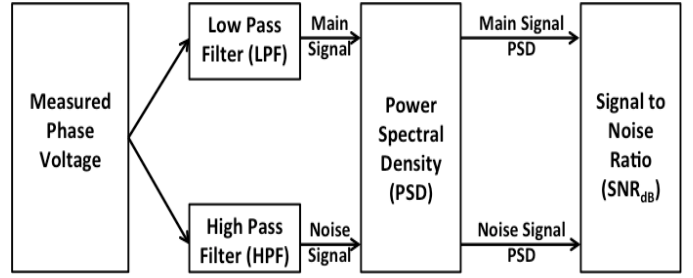 Measured
Phase
Voltage
Low Pass
Filter (LPF)
Main
Signal
High Pass
Filter (HPF)
Noise
Signal
Power
Spectral
Density
(PSD)
Main Signal
PSD
Noise Signal
PSD
Signal to
Noise
Ratio
(SNRdB)